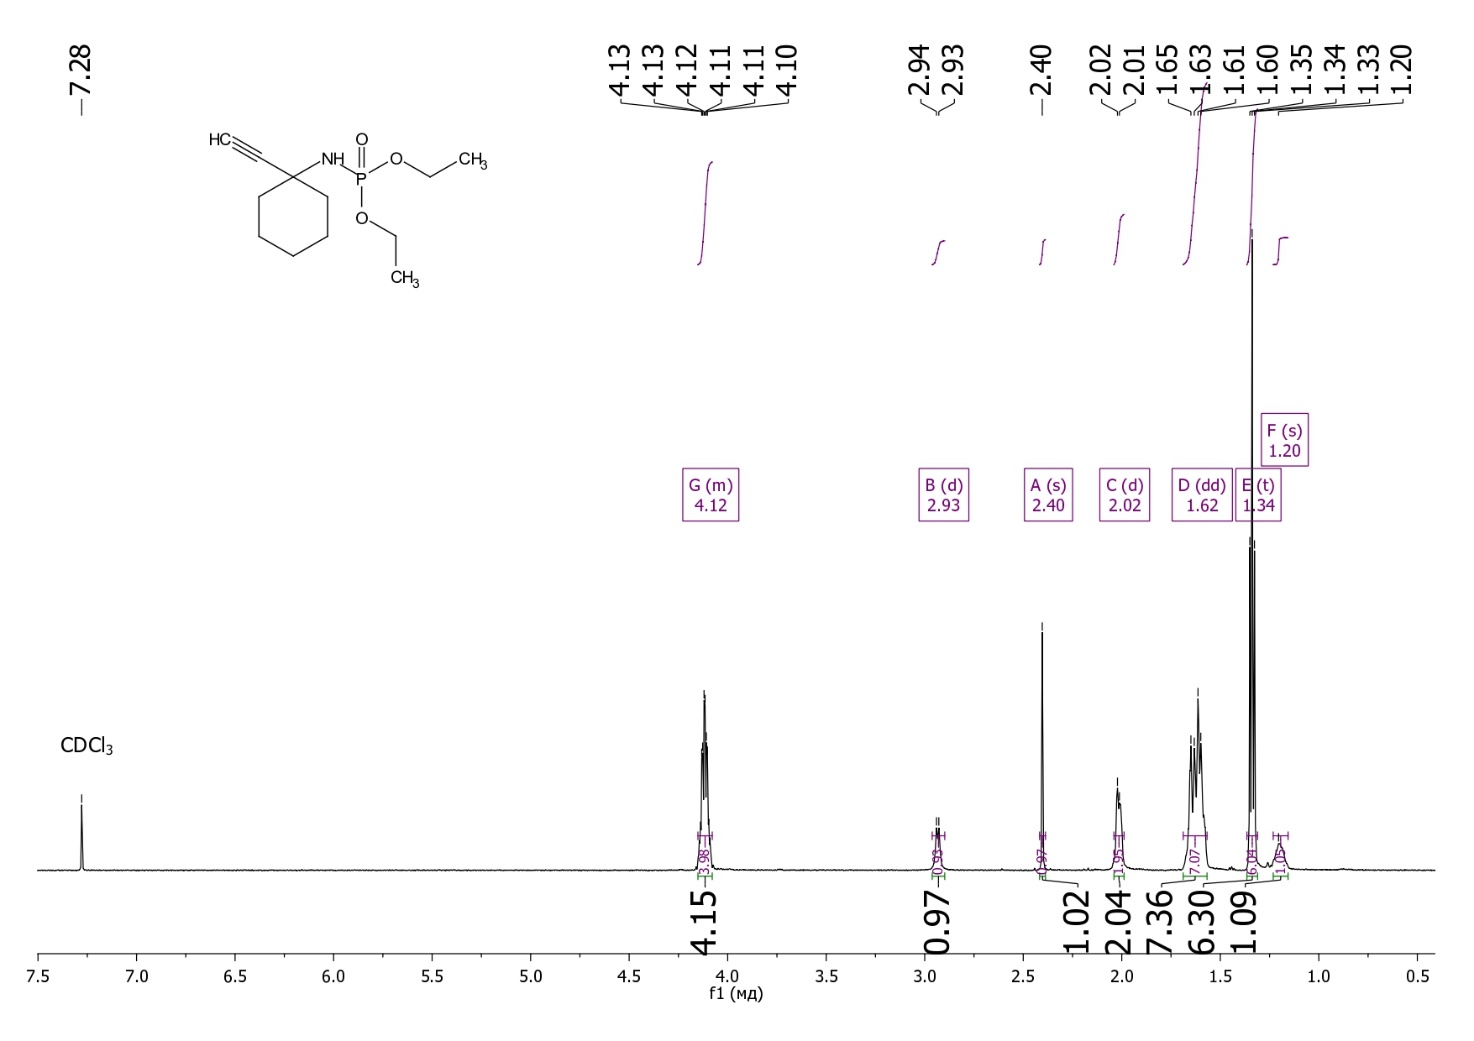 7.28
4.13
4.13
4.12
4.11
4.11
4.10
2.94
2.93
2.40
2.02
2.01
1.65
1.63
1.61
1.60
1.35
1.34
1.33
1.20
HC
NH
P
O
O
CH3
O
CH3
F (s)
1.20
G (m)
4.12
B (d)
2.93
A (s)
2.40
C (d)
2.02
D (dd)
1.62
E (t)
1.34
CDCl3
3.98
0.93
0.97
1.95
7.07
6.04
1.05
4.15
0.97
1.02
2.04
7.36
6.30
1.09
7.5 7.0 6.5 6.0 5.5 5.0 4.5 4.0 3.5 3.0 2.5 2.0 1.5 1.0 0.5
f1 (мд)